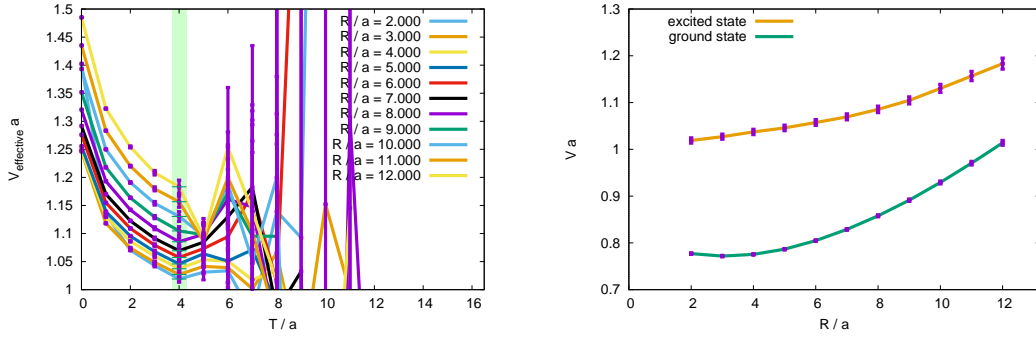 1.5
1.45
1.4
1.35
1.3
1.25
1.2
1.15
1.1
1.05
1
V effective a
0 2 4 6 8 10 12 14 16
T / a
R / a = 2.000
R / a = 3.000
R / a = 4.000
R / a = 5.000
R / a = 6.000
R / a = 7.000
R / a = 8.000
R / a = 9.000
R / a = 10.000
R / a = 11.000
R / a = 12.000
1.3
1.2
1.1
1
0.9
0.8
0.7
V a
0 2 4 6 8 10 12
R / a
excited state
ground state